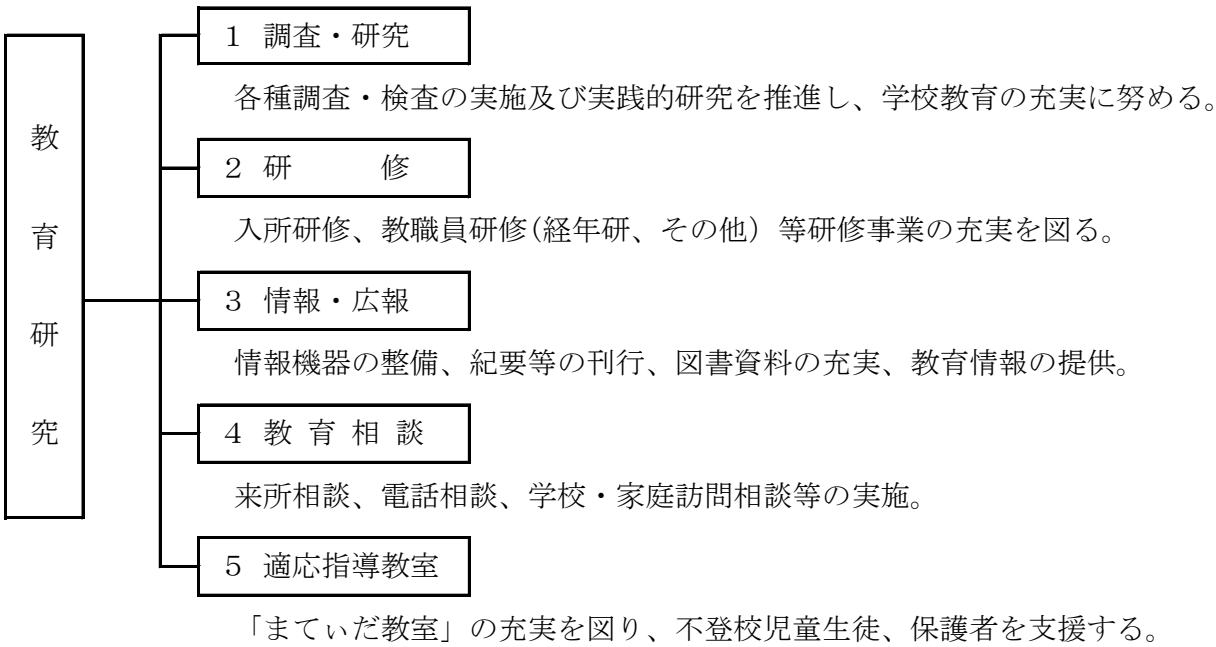 教育研究
１ 調査・研究
各種調査・検査の実施及び実践的研究を推進し、学校教育の充実に努める。
２ 研　　修
入所研修、教職員研修(経年研、その他) 等研修事業の充実を図る。
３ 情報・広報
情報機器の整備、紀要等の刊行、図書資料の充実、教育情報の提供。
４ 教 育 相 談
来所相談、電話相談、学校・家庭訪問相談等の実施。
５ 適応指導教室
「まてぃだ教室」の充実を図り、不登校児童生徒、保護者を支援する。